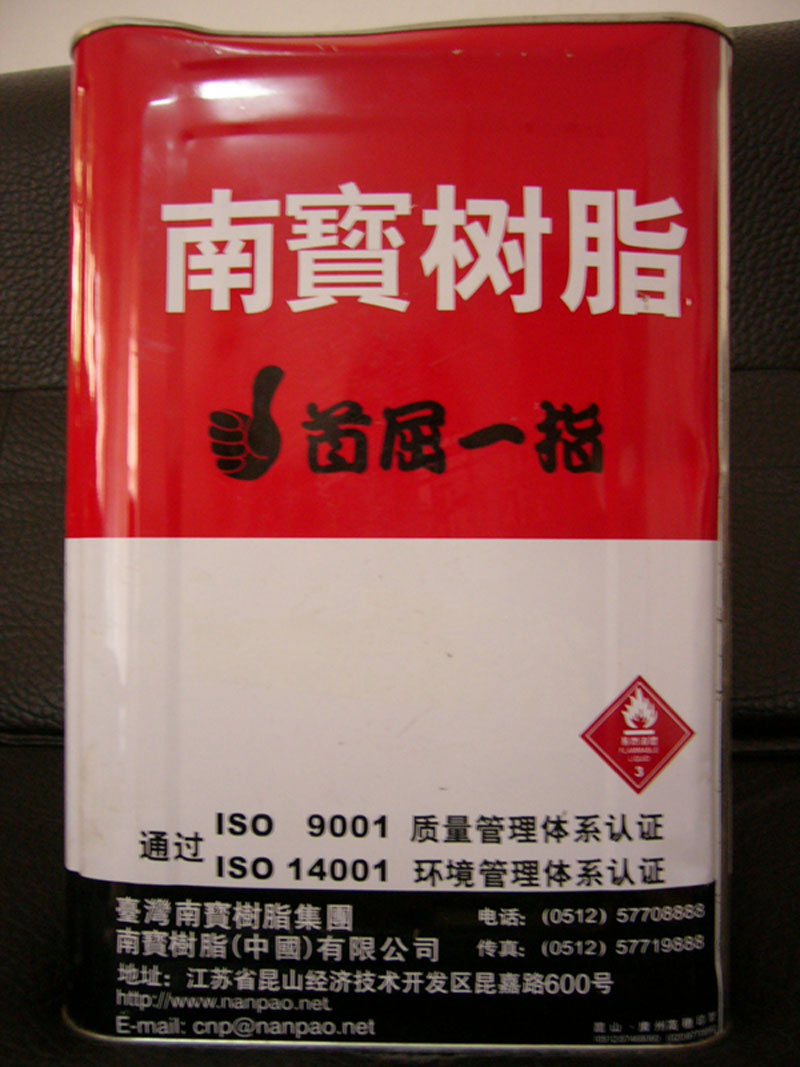 南寶树脂
首屈一指
FLAMMABLE
LIQUID
3
通过
ISO 9001 质量管理体系认证
ISO 14001 环境管理体系认证
臺灣南寶樹脂集團
南寶樹脂(中國)有限公司
电话: (0512) 57708888
传真: (0512) 57719888
地址: 江苏省昆山经济技术开发区昆嘉路600号
http://www.nanpao.net
E-mail: cnp@nanpao.net